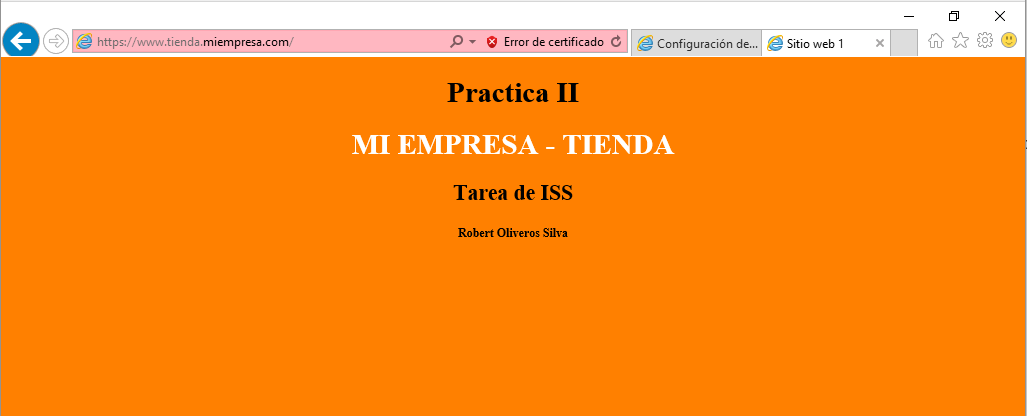 https://www.tienda.miempresa.com/
Error de certificado
Configuración de...
Sitio web 1
Practica II
MI EMPRESA - TIENDA
Tarea de ISS
Robert Oliveros Silva